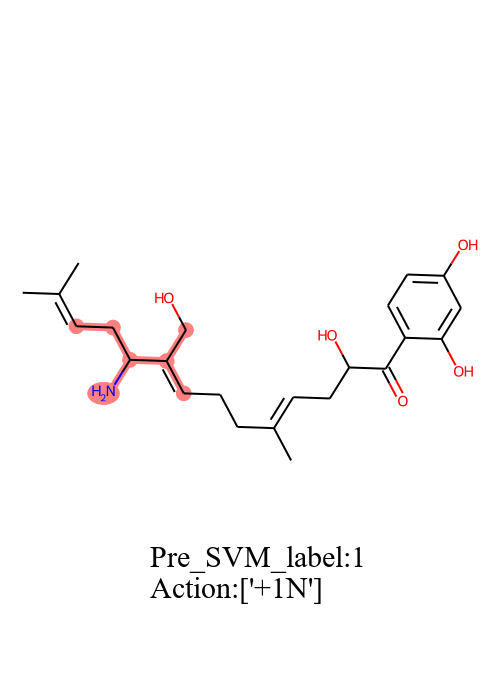 OH
HO
HO
OH
H2N
O
Pre_SVM_label:1
Action:['+1N']